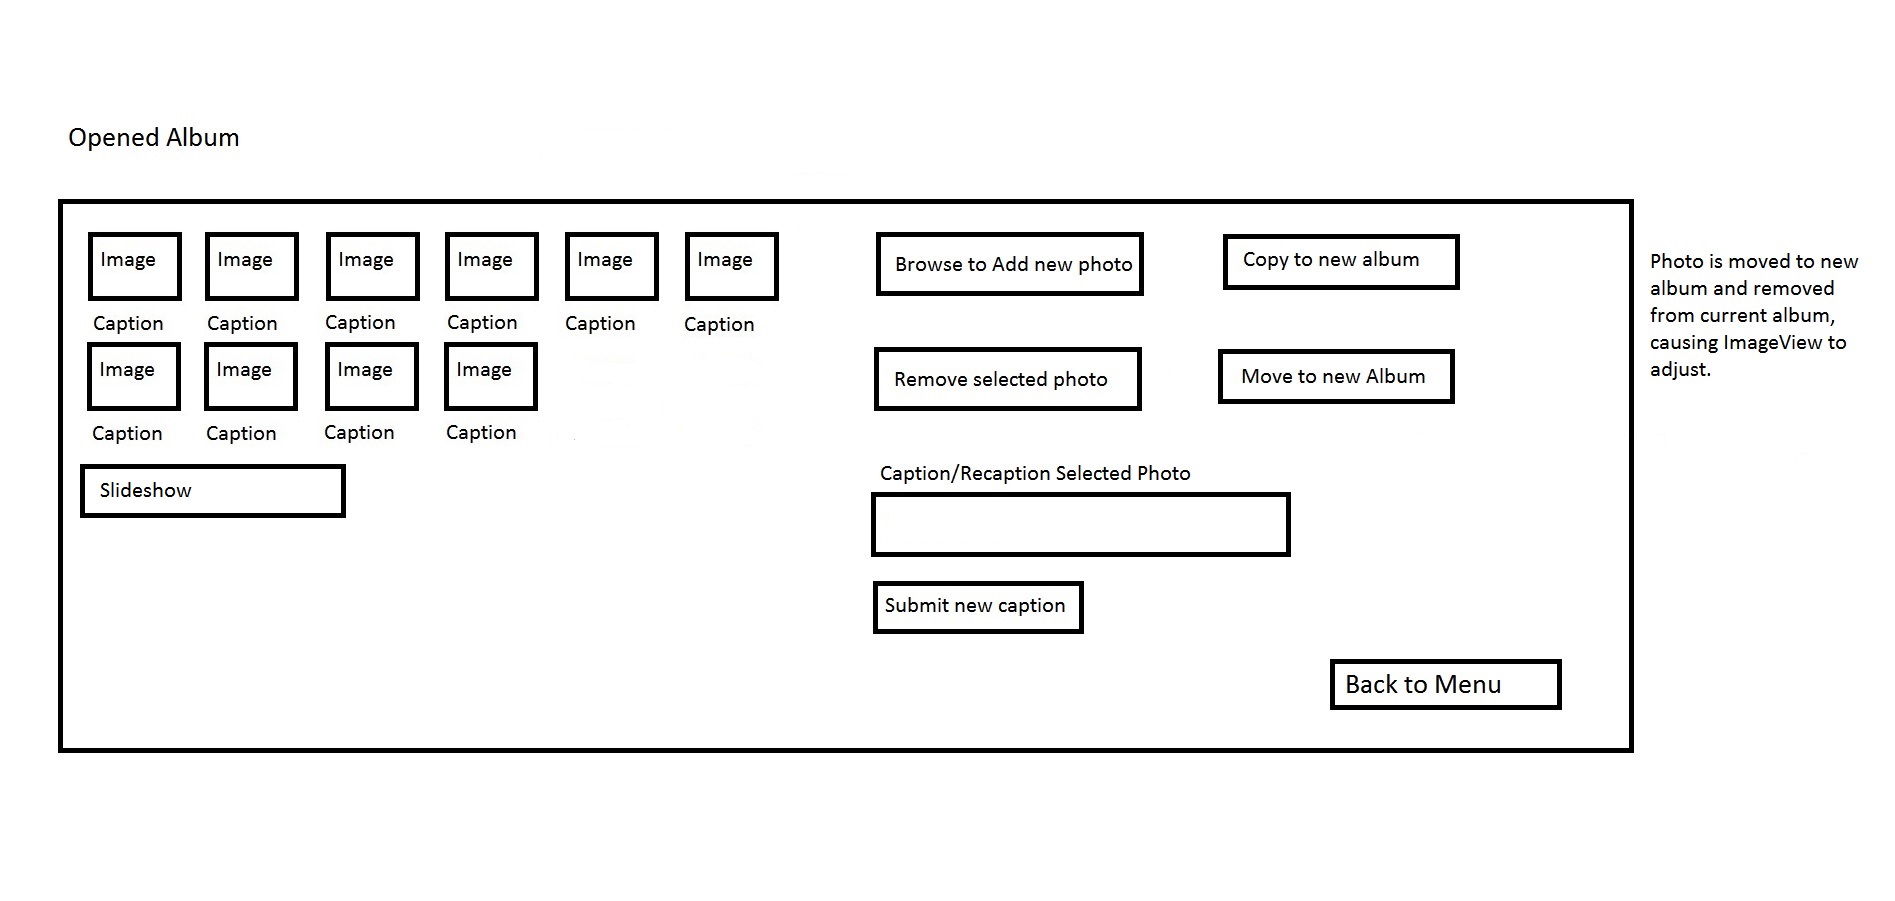 Opened Album
Image Image Image Image Image Image
Caption Caption Caption Caption Caption Caption
Image Image Image Image
Caption Caption Caption Caption
Slideshow
Browse to Add new photo
Copy to new album
Remove selected photo
Move to new Album
Caption/Recaption Selected Photo
Submit new caption
Back to Menu
Photo is moved to new
album and removed
from current album,
causing ImageView to
adjust.